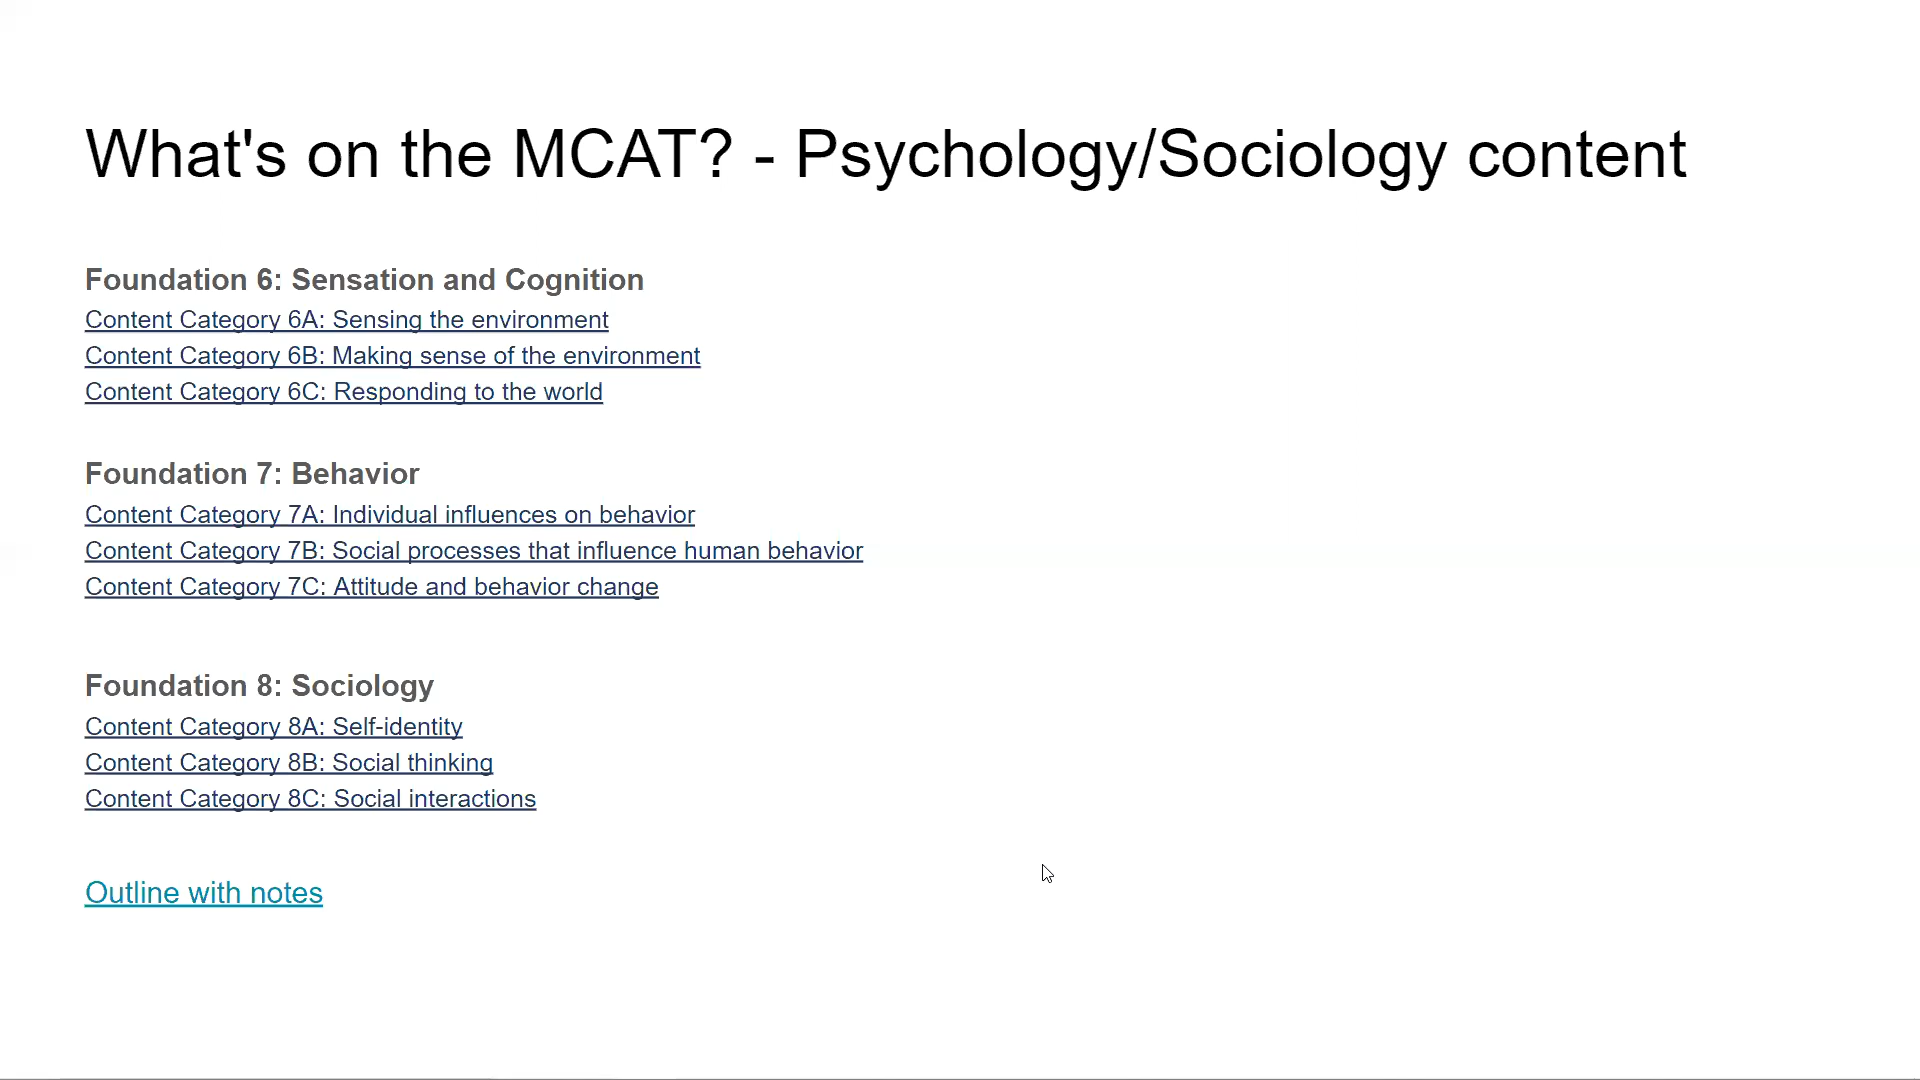 What's on the MCAT? - Psychology/Sociology content
Foundation 6: Sensation and Cognition
Content Category 6A: Sensing the environment
Content Category 6B: Making sense of the environment
Content Category 6C: Responding to the world
Foundation 7: Behavior
Content Category 7A: Individual influences on behavior
Content Category 7B: Social processes that influence human behavior
Content Category 7C: Attitude and behavior change
Foundation 8: Sociology
Content Category 8A: Self-identity
Content Category 8B: Social thinking
Content Category 8C: Social interactions
Outline with notes